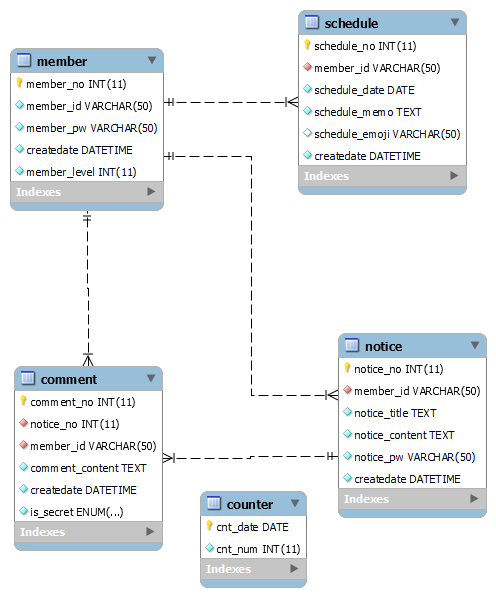 schedule
schedule_no INT(11)
member_id VARCHAR(50)
schedule_date DATE
schedule_memo TEXT
schedule_emoji VARCHAR(50)
createdate DATETIME
Indexes
member
member_no INT(11)
member_id VARCHAR(50)
member_pw VARCHAR(50)
createdate DATETIME
member_level INT(11)
Indexes
notice
notice_no INT(11)
member_id VARCHAR(50)
notice_title TEXT
notice_content TEXT
notice_pw VARCHAR(50)
createdate DATETIME
Indexes
comment
comment_no INT(11)
notice_no INT(11)
member_id VARCHAR(50)
comment_content TEXT
createdate DATETIME
is_secret ENUM(...)
Indexes
counter
cnt_date DATE
cnt_num INT(11)
Indexes